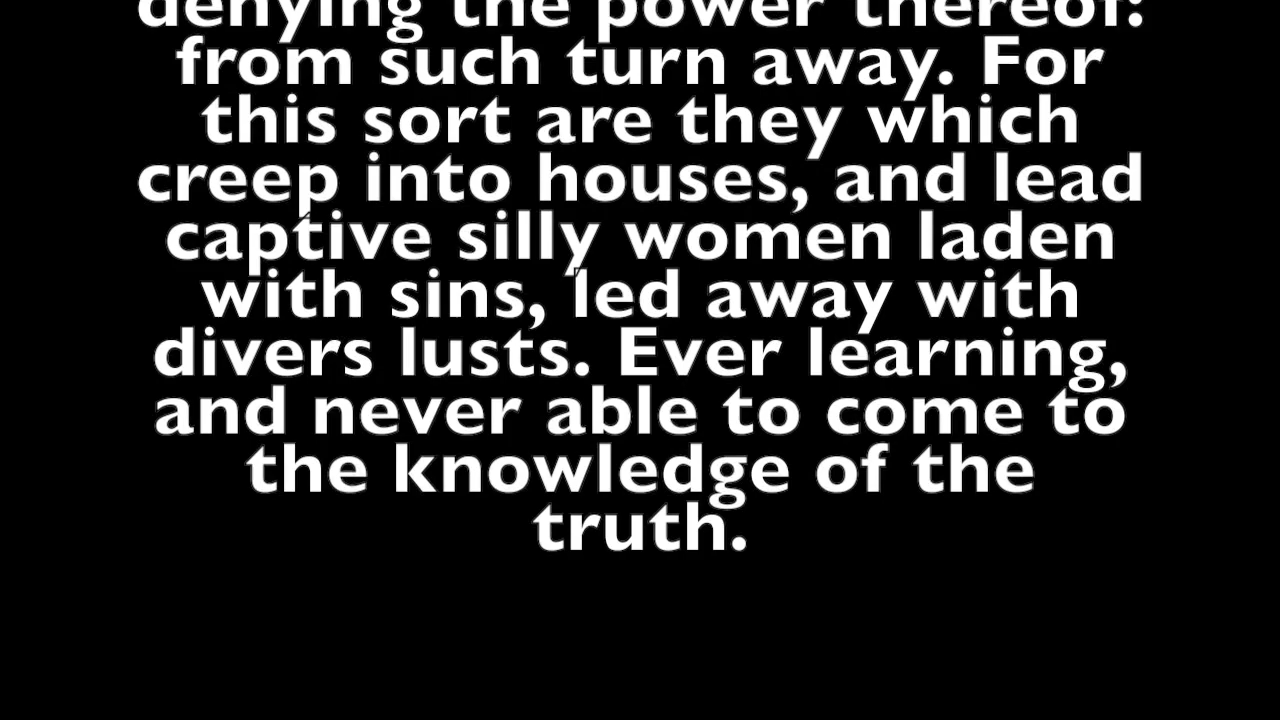 denying the power thereof:
from such turn away. For
this sort are they which
creep into houses, and lead
captive silly women laden
with sins, led away with
divers lusts. Ever learning,
and never able to come to
the knowledge of the
truth.